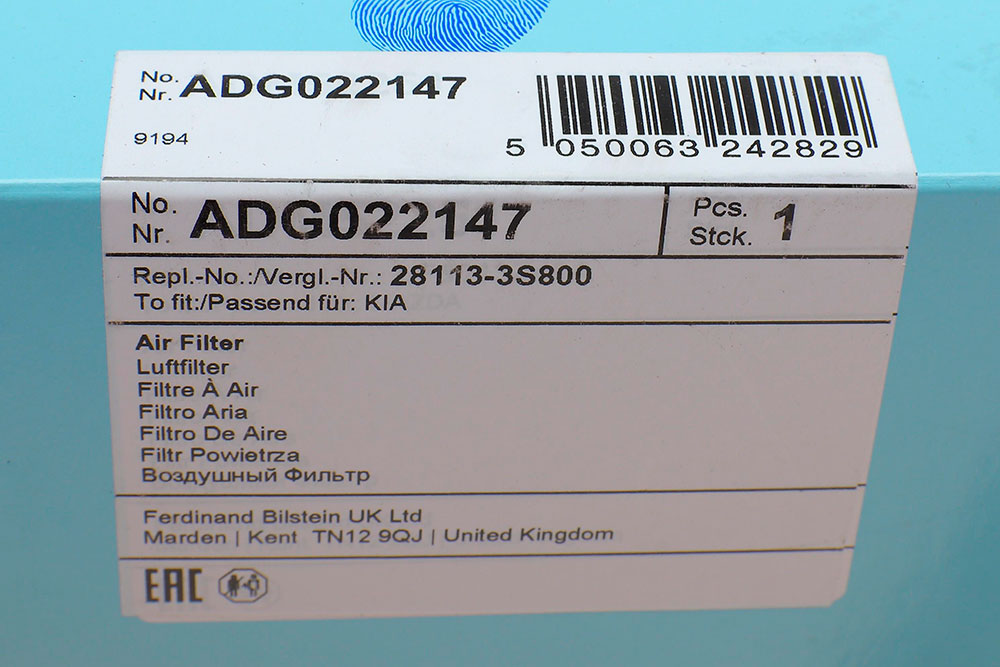 No.
Nr. ADG022147
9194
5 050063 242829
No.
Nr. ADG022147
Pcs.
Stck. 1
Repl.-No.:/Vergl.-Nr.: 28113-3S800
To fit:/Passend für: KIA
Air Filter
Luftfilter
Filtre À Air
Filtro Aria
Filtro De Aire
Filtr Powietrza
Воздушный Фильтр
Ferdinand Bilstein UK Ltd
Marden | Kent TN12 9QJ | United Kingdom
EAC